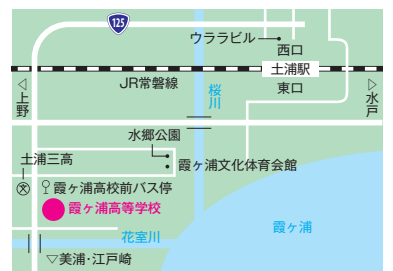 125
ウララビル
西口
土浦駅
東口
JR常磐線
◁上野
桜川
▷水戸
水郷公園
霞ヶ浦文化体育会館
土浦三高
文
霞ヶ浦高校前バス停
霞ヶ浦高等学校
霞ヶ浦
花室川
▽美浦・江戸崎